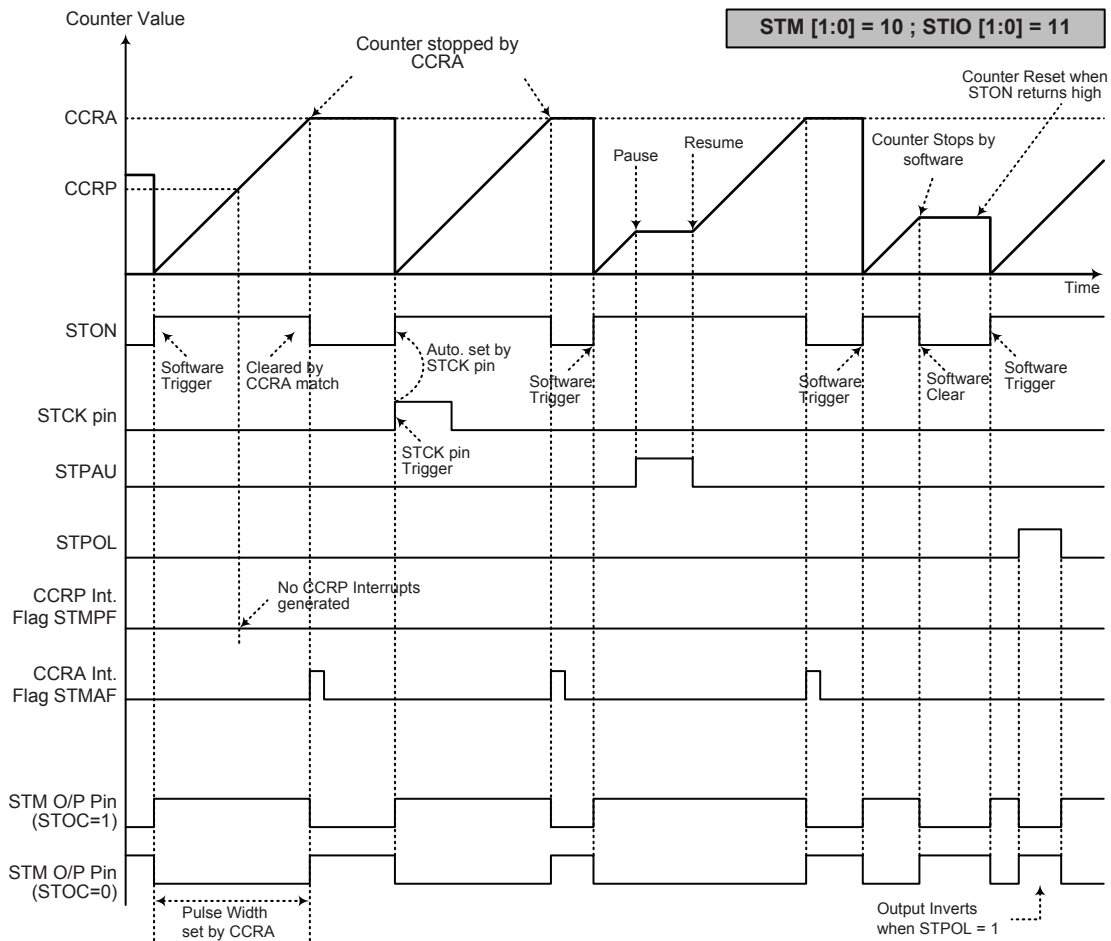 Counter Value
STM [1:0] = 10 ; STIO [1:0] = 11
Counter stopped by
CCRA
Counter Reset when
STON returns high
CCRA
Pause
Resume
Counter Stops by
software
CCRP
Time
STON
Software
Trigger
Cleared by
CCRA match
Auto. set by
STCK pin
Software
Trigger
Software
Trigger
Software
Clear
Software
Trigger
STCK pin
STCK pin
Trigger
STPAU
STPOL
CCRP Int.
Flag STMPF
No CCRP Interrupts
generated
CCRA Int.
Flag STMAF
STM O/P Pin
(STOC=1)
STM O/P Pin
(STOC=0)
Pulse Width
set by CCRA
Output Inverts
when STPOL = 1